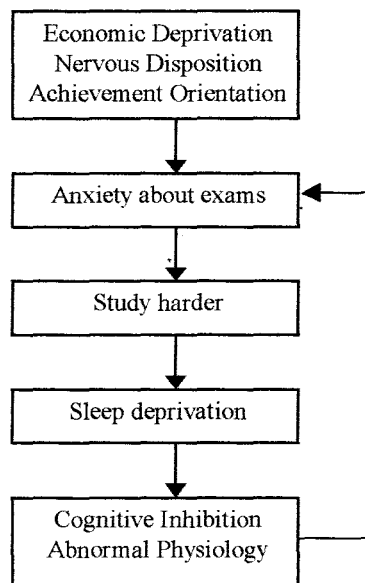 Economic Deprivation
Nervous Disposition
Achievement Orientation
Anxiety about exams
Study harder
Sleep deprivation
Cognitive Inhibition
Abnormal Physiology